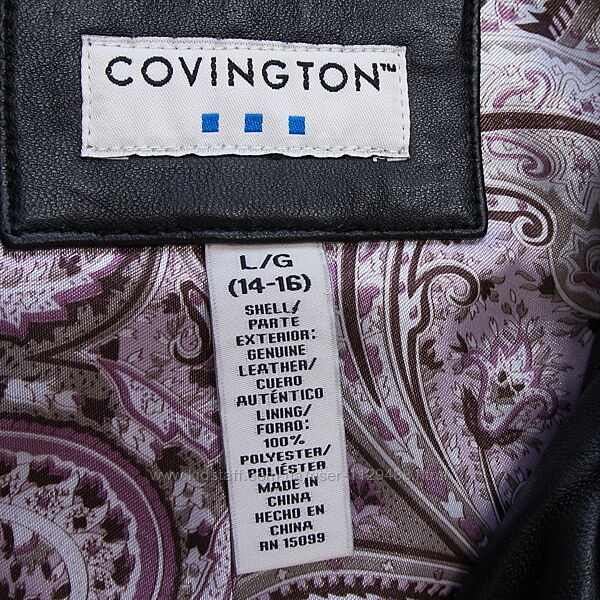 COVINGTON™
L/G
(14-16)
SHELL/
PARTE
EXTERIOR:
GENUINE
LEATHER/
CUERO
AUTÉNTICO
LINING/
FORRO:
100%
POLYESTER/
POLIÉSTER
MADE IN
CHINA
HECHO EN
CHINA
RN 15099